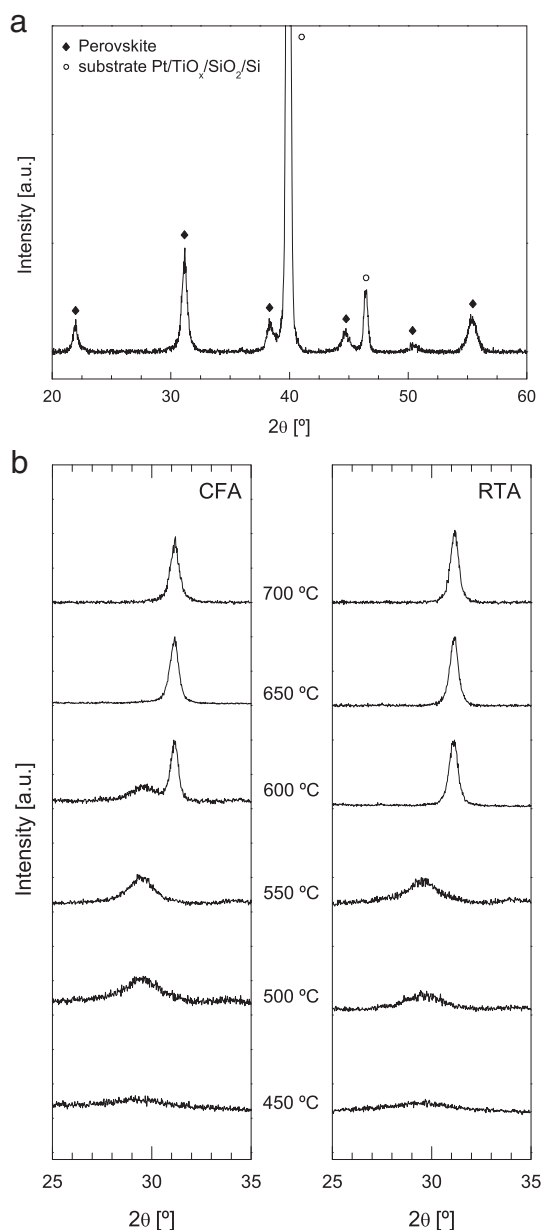 a
◆ Perovskite
○ substrate Pt/TiOₓ/SiO₂/Si
Intensity [a.u.]
20 30 40 50 60
2θ [º]
b
CFA RTA
700 ºC
650 ºC
600 ºC
550 ºC
500 ºC
450 ºC
Intensity [a.u.]
25 30 35 25 30 35
2θ [º] 2θ [º]